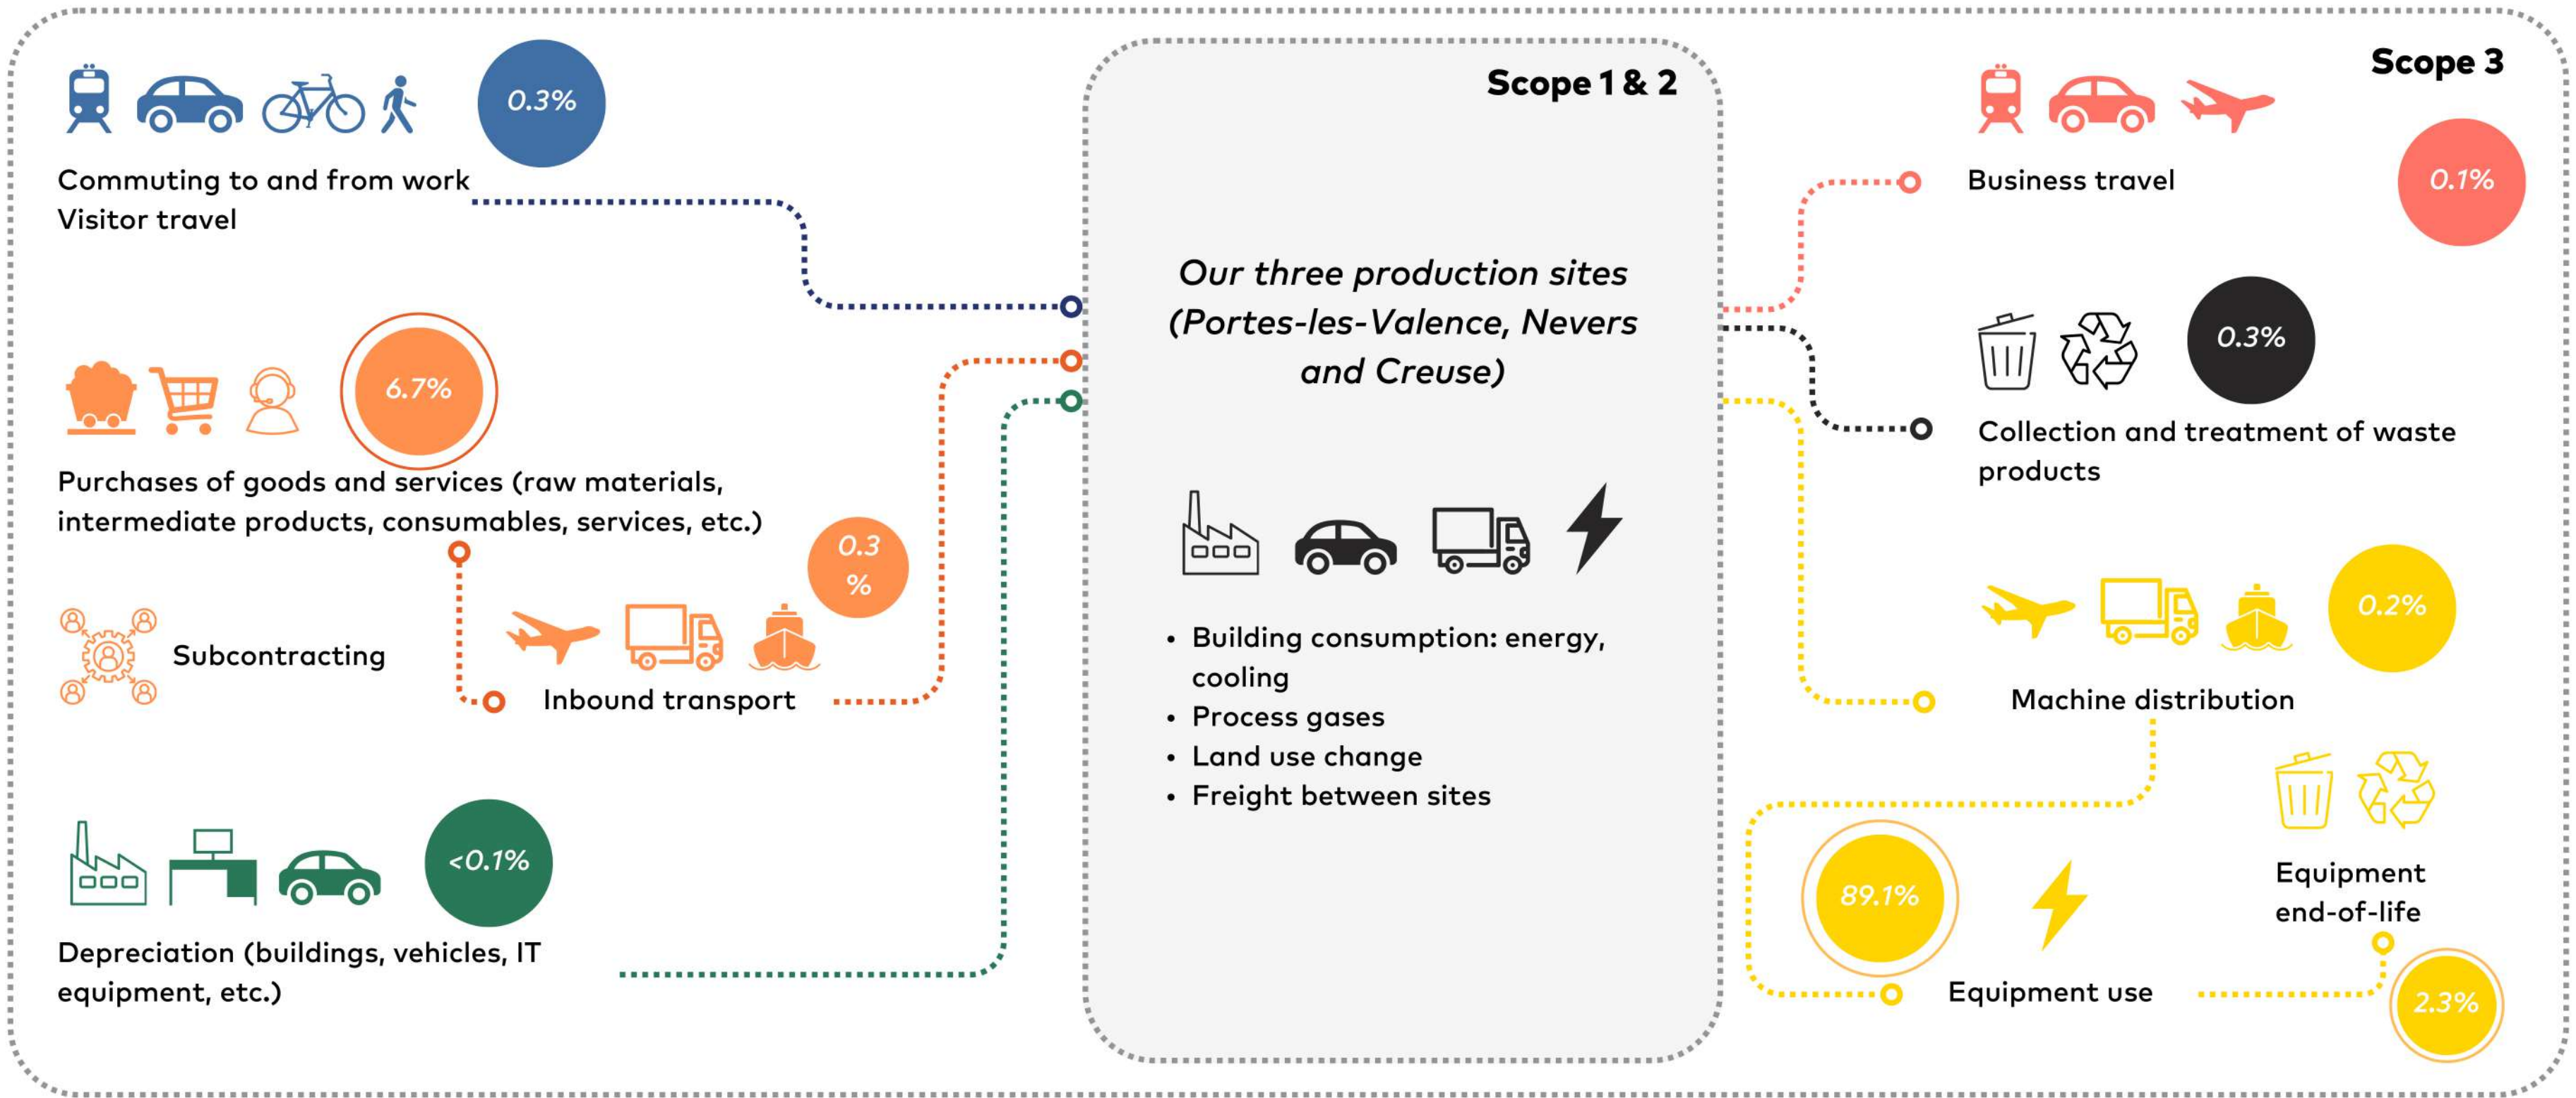 0.3%
Commuting to and from work
Visitor travel
6.7%
Purchases of goods and services (raw materials,
intermediate products, consumables, services, etc.)
Subcontracting
0.3
%
Inbound transport
<0.1%
Depreciation (buildings, vehicles, IT
equipment, etc.)
Scope 1 & 2
Our three production sites
(Portes-les-Valence, Nevers
and Creuse)
• Building consumption: energy,
cooling
• Process gases
• Land use change
• Freight between sites
Scope 3
Business travel
0.1%
0.3%
Collection and treatment of waste
products
0.2%
Machine distribution
89.1%
Equipment use
Equipment
end-of-life
2.3%